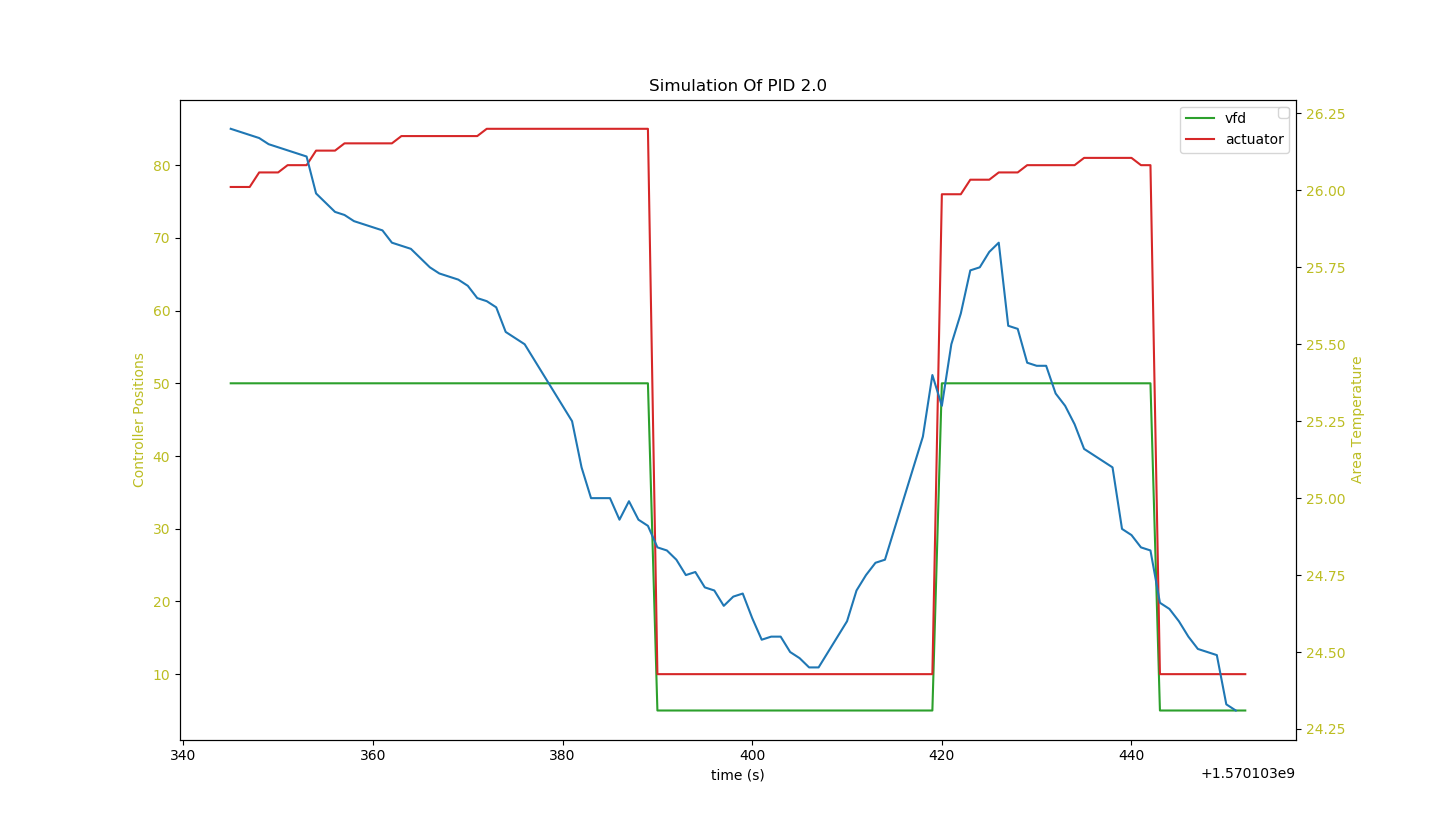 Simulation Of PID 2.0
vfd
actuator
Controller Positions
80
70
60
50
40
30
20
10
26.25
26.00
25.75
25.50
25.25
25.00
24.75
24.50
24.25
Area Temperature
340 360 380 400 420 440
time (s)
+1.570103e9